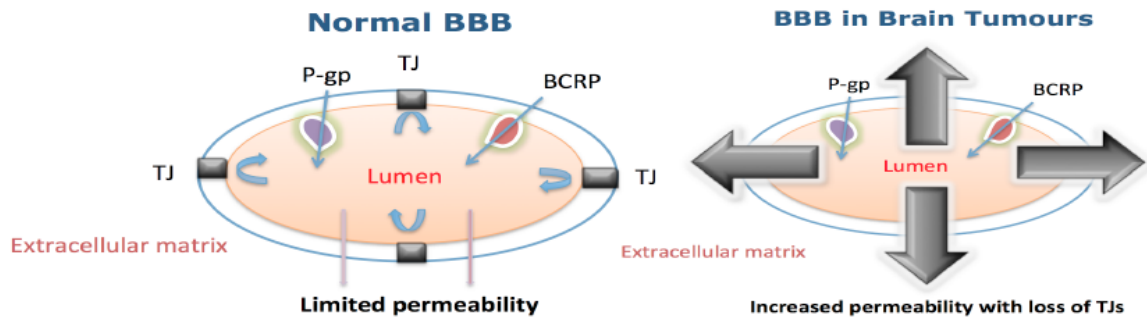 Normal BBB
TJ
P-gp
BCRP
TJ
Lumen
TJ
Extracellular matrix
Limited permeability
BBB in Brain Tumours
P-gp
BCRP
Lumen
Extracellular matrix
Increased permeability with loss of TJs